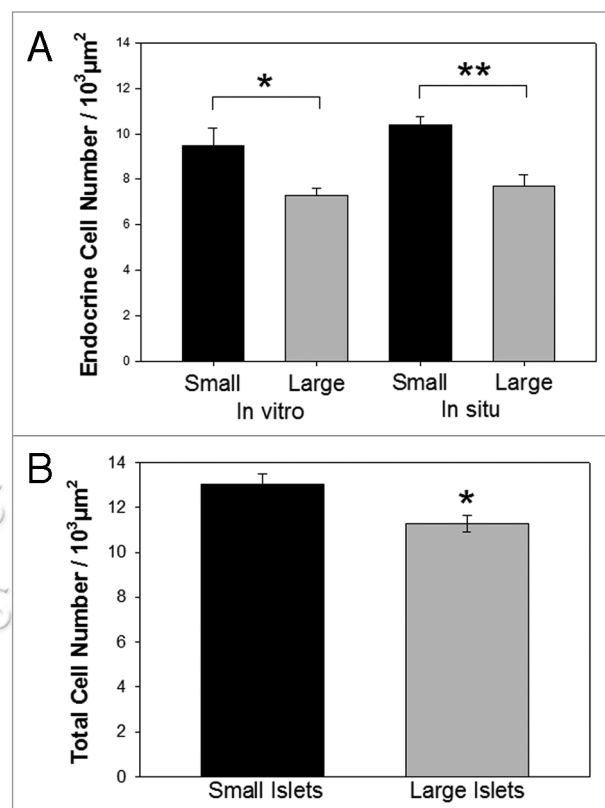 A
Endocrine Cell Number / 10³µm²
14
12
10
8
6
4
2
0
*
**
Small Large Small Large
In vitro In situ
B
Total Cell Number / 10³µm²
14
12
10
8
6
4
2
0
*
Small Islets Large Islets